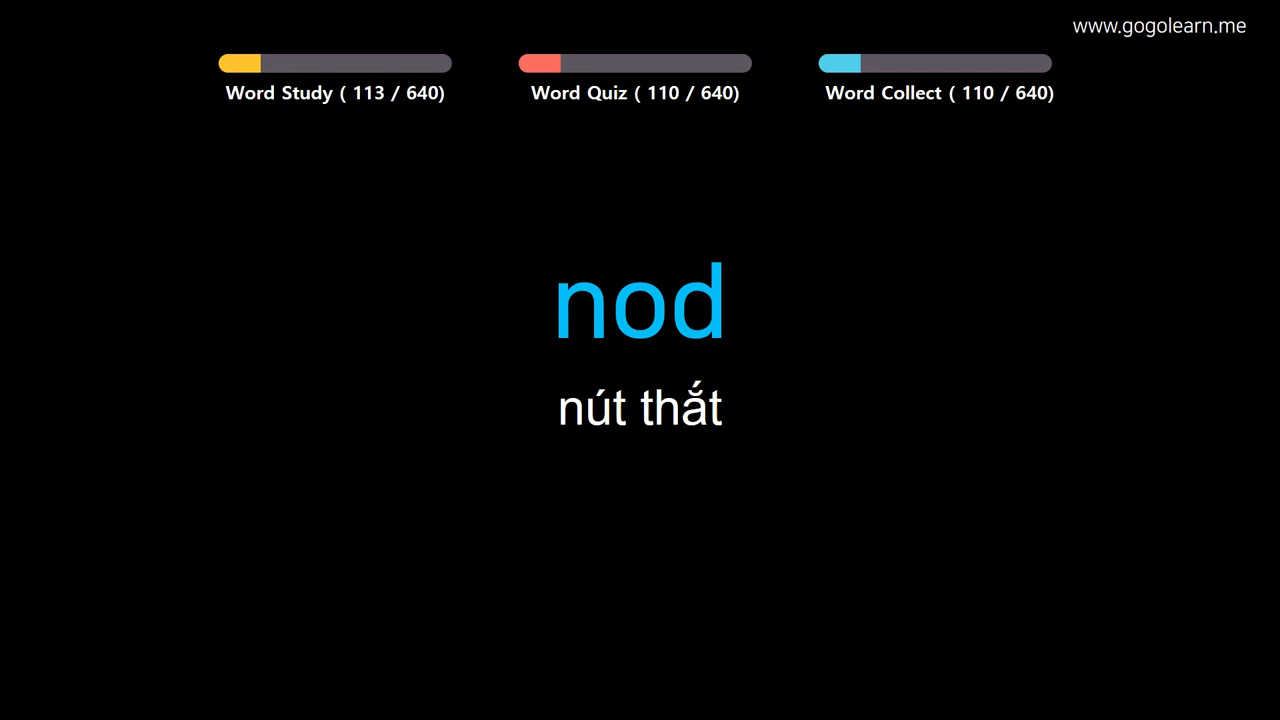 www.gogolearn.me
Word Study ( 113 / 640)
Word Quiz ( 110 / 640)
Word Collect ( 110 / 640)
nod
nút thắt